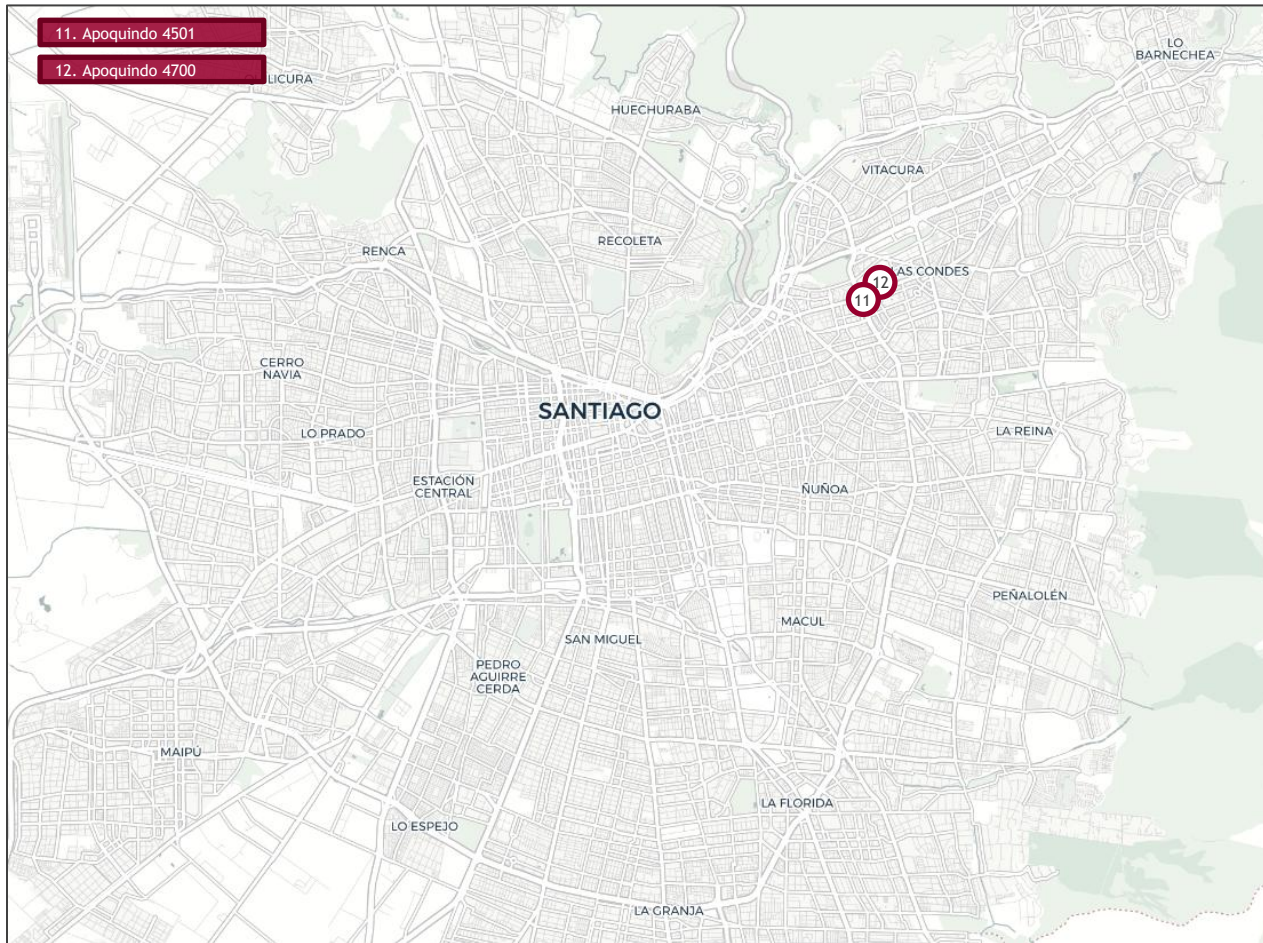 11. Apoquindo 4501
12. Apoquindo 4700
LICURA
LO
BARNECHEA
HUECHURABA
VITACURA
RECOLETA
RENCA
AS CONDES
12
11
CERRO
NAVIA
SANTIAGO
LO PRADO
LA REINA
ESTACIÓN
CENTRAL
ÑUÑOA
PEÑALOLÉN
MACUL
SAN MIGUEL
PEDRO
AGUIRRE
CERDA
MAIPÚ
LA FLORIDA
LO ESPEJO
LA GRANJA